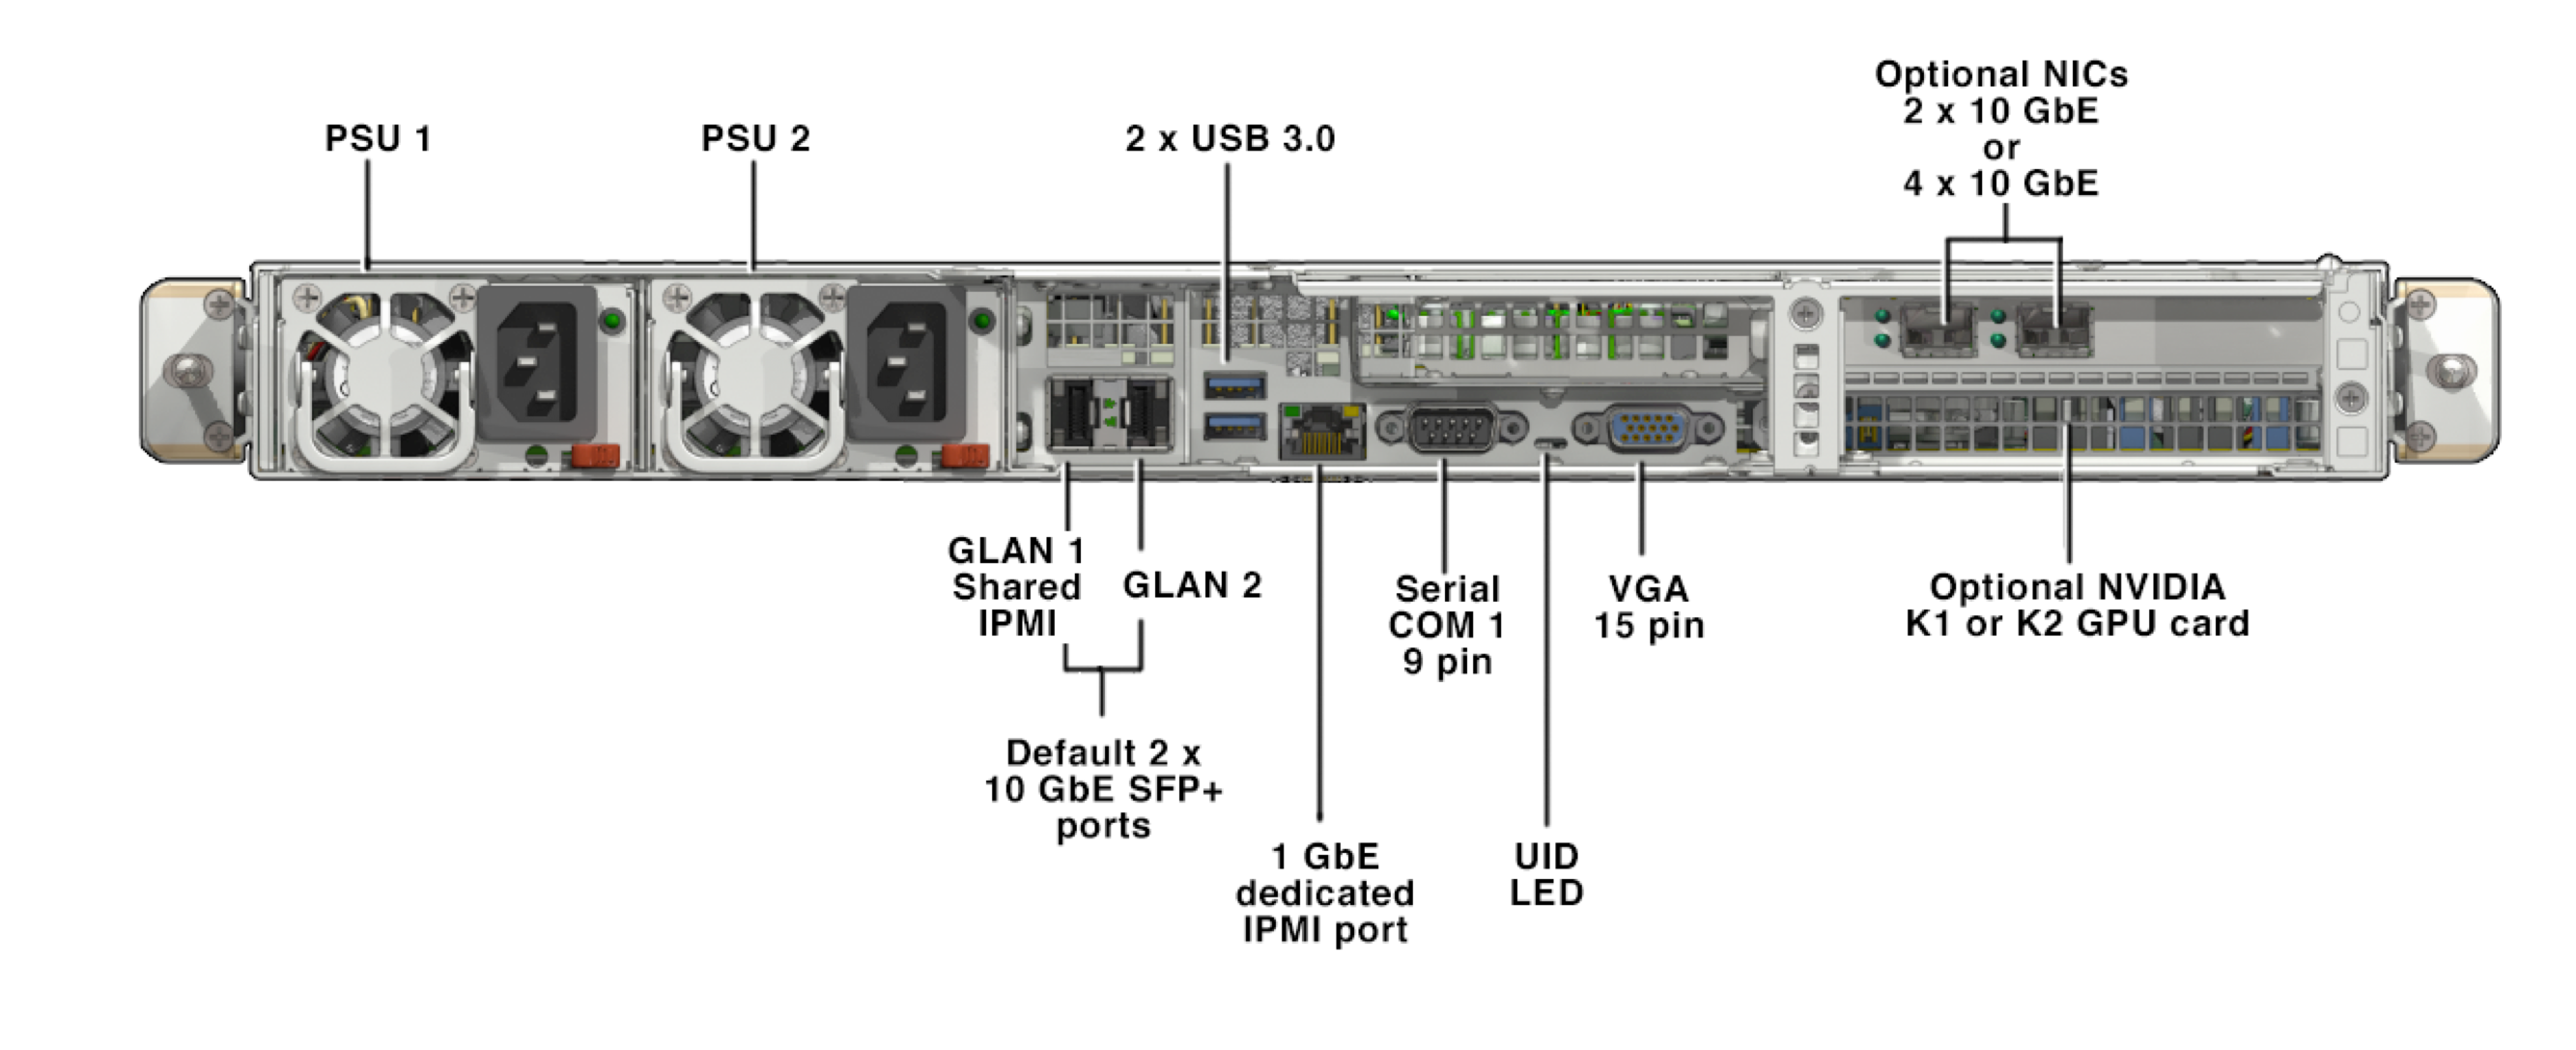 PSU 1
PSU 2
2 x USB 3.0
Optional NICs
2 x 10 GbE
or
4 x 10 GbE
GLAN 1
Shared
IPMI
GLAN 2
Default 2 x
10 GbE SFP+
ports
1 GbE
dedicated
IPMI port
Serial
COM 1
9 pin
UID
LED
VGA
15 pin
Optional NVIDIA
K1 or K2 GPU card